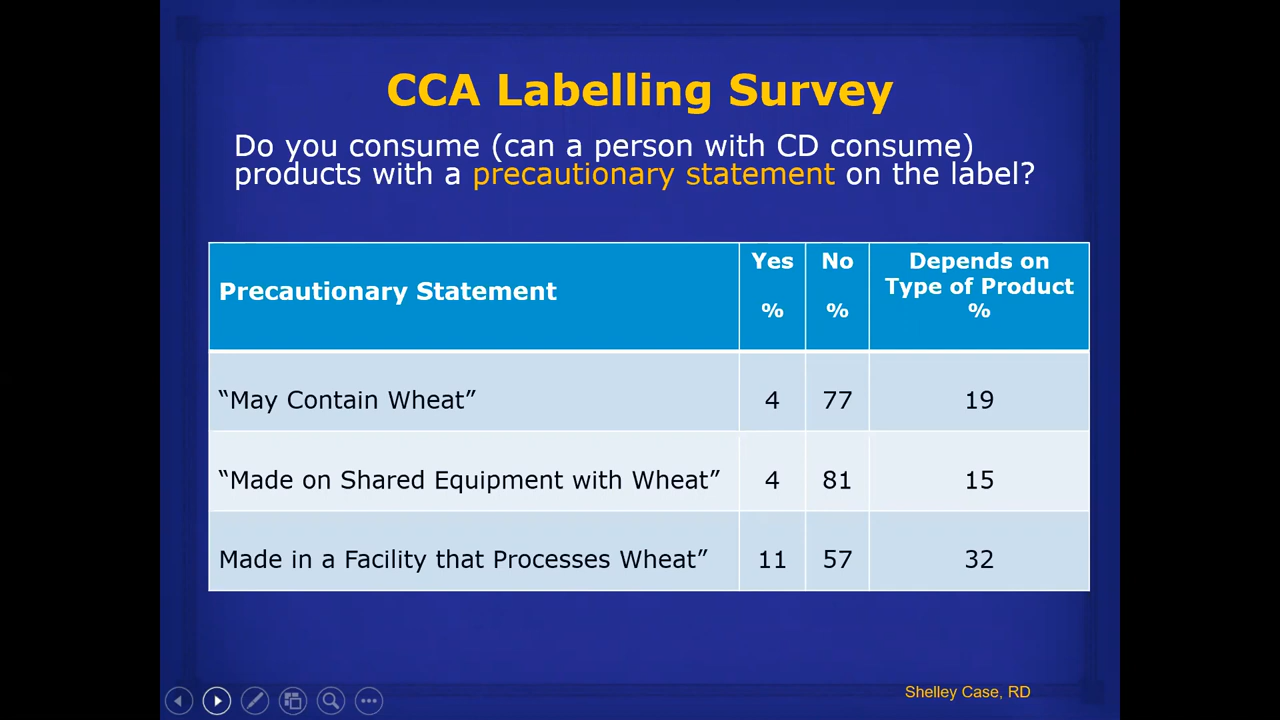 CCA Labelling Survey
Do you consume (can a person with CD consume)
products with a precautionary statement on the label?
Precautionary Statement
Yes
%
No
%
Depends on
Type of Product
%
“May Contain Wheat” 4 77 19
“Made on Shared Equipment with Wheat” 4 81 15
Made in a Facility that Processes Wheat” 11 57 32
Shelley Case, RD